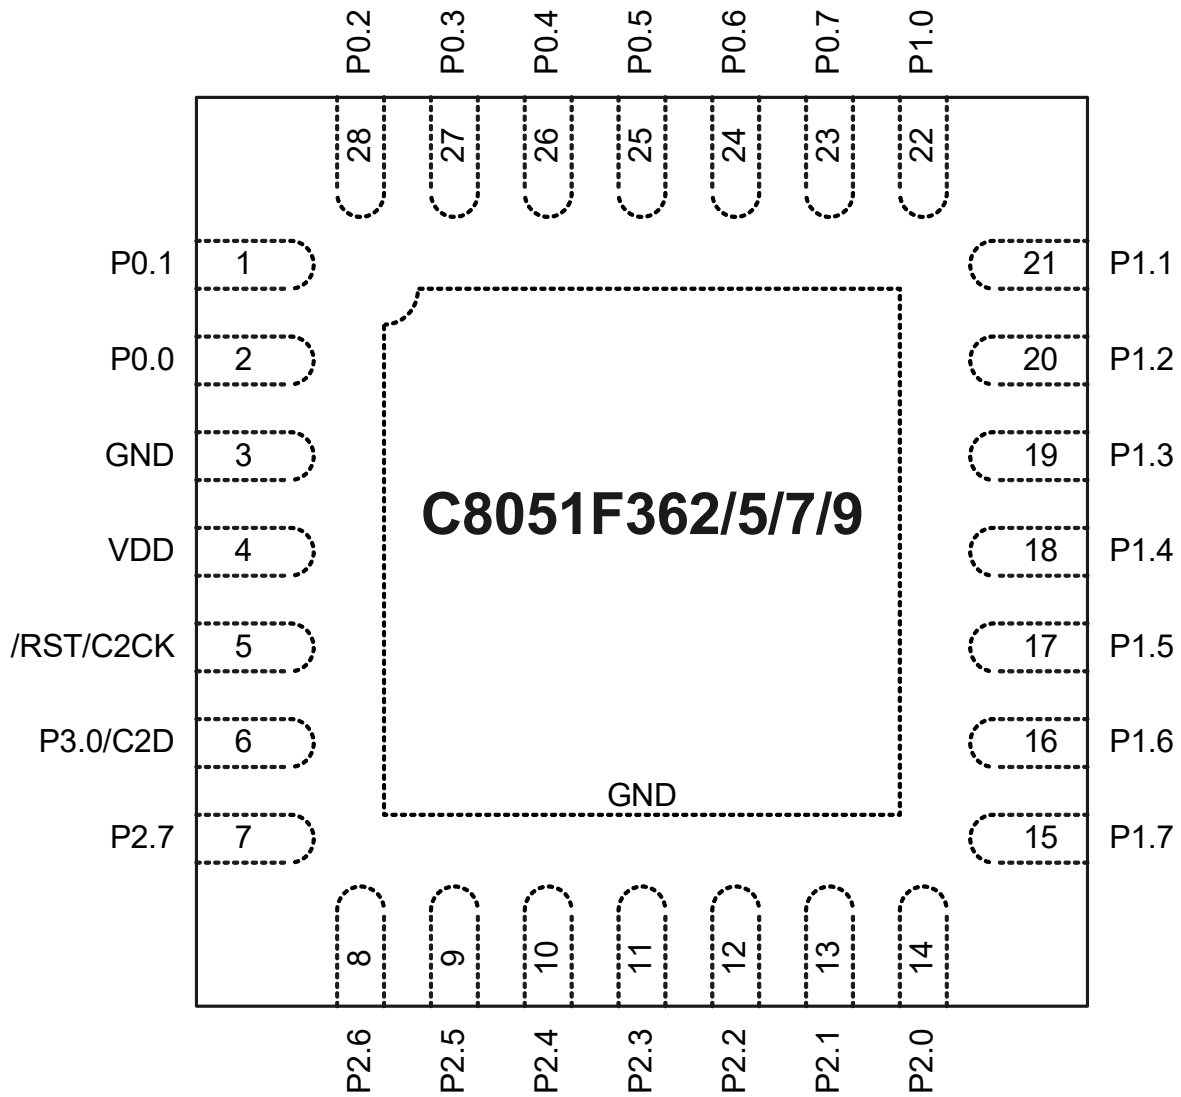 P0.2
P0.3
P0.4
P0.5
P0.6
P0.7
P1.0
28
27
26
25
24
23
22
P0.1 1
21 P1.1
P0.0 2
20 P1.2
GND 3
19 P1.3
C8051F362/5/7/9
VDD 4
18 P1.4
/RST/C2CK 5
17 P1.5
P3.0/C2D 6
16 P1.6
GND
P2.7 7
15 P1.7
8
9
10
11
12
13
14
P2.6
P2.5
P2.4
P2.3
P2.2
P2.1
P2.0